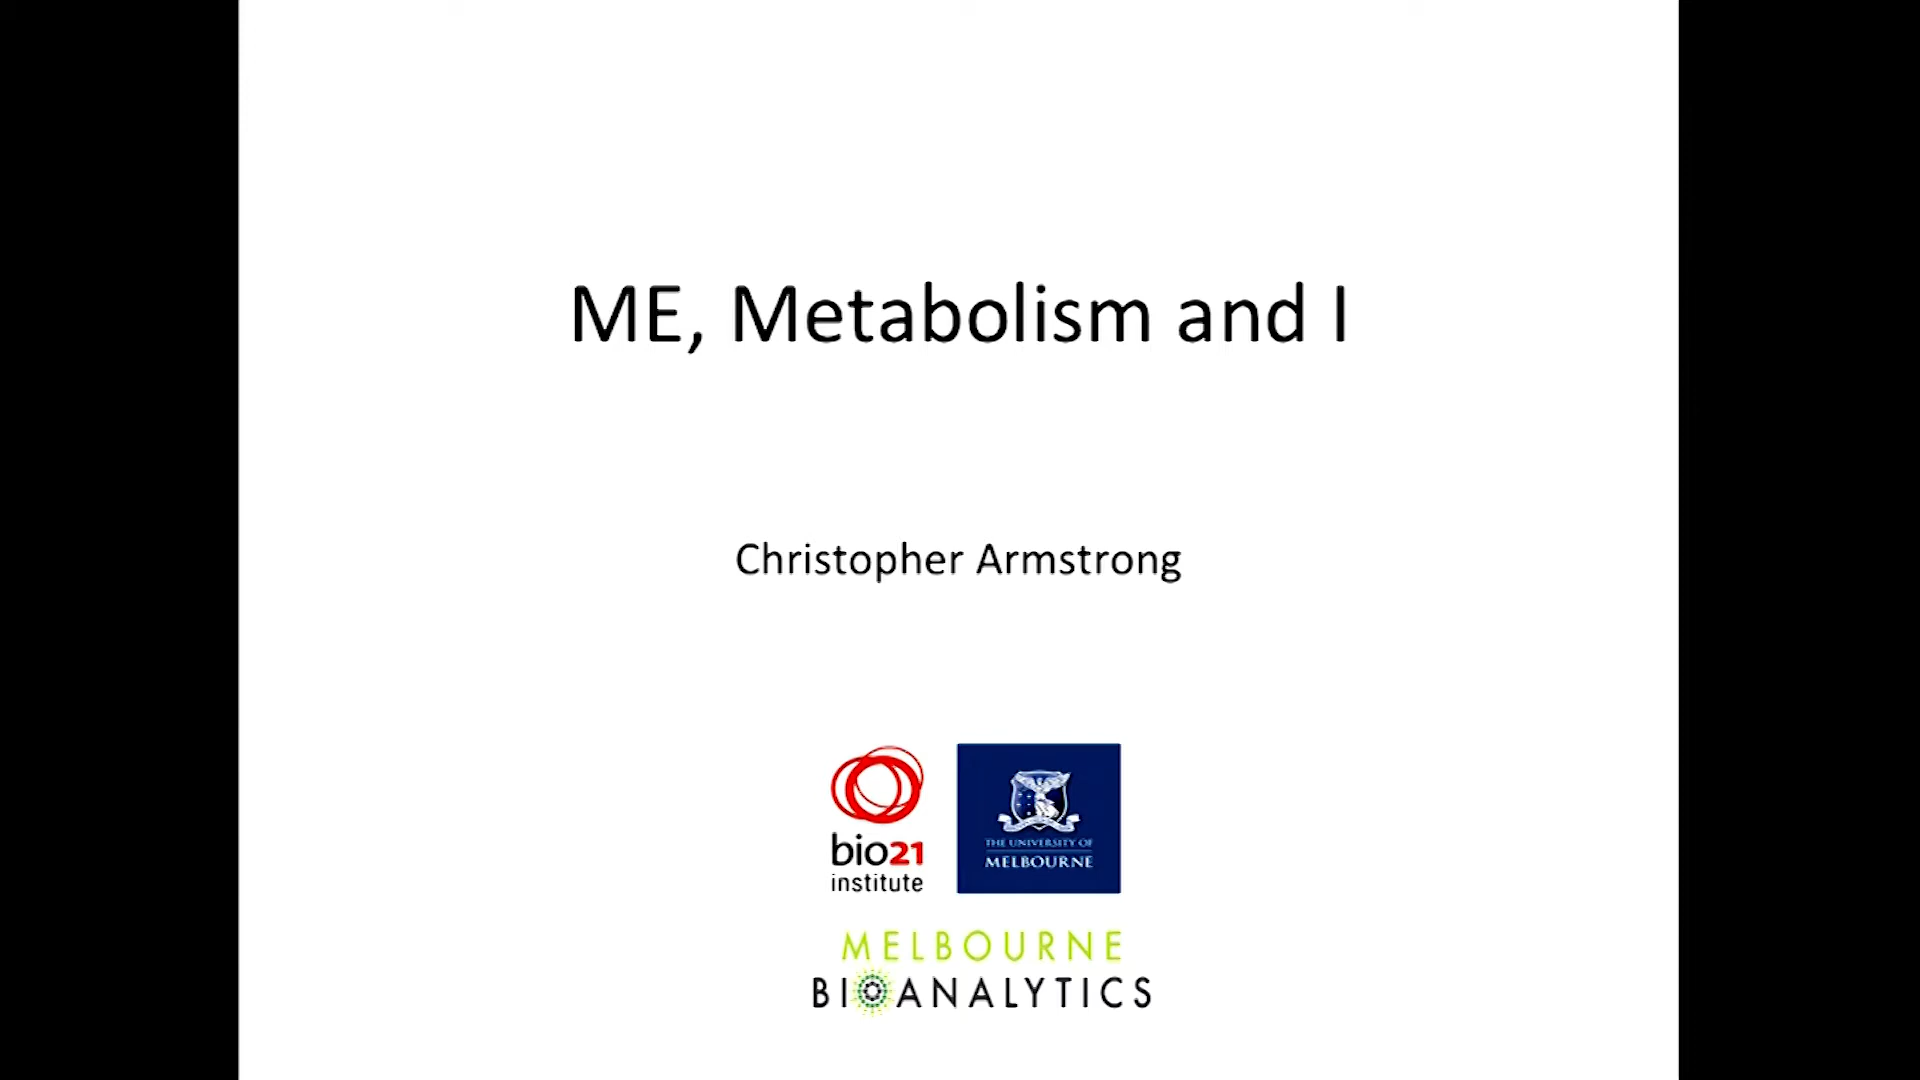 ME, Metabolism and I
Christopher Armstrong
bio21
institute
THE UNIVERSITY OF
MELBOURNE
MELBOURNE
BIOANALYTICS